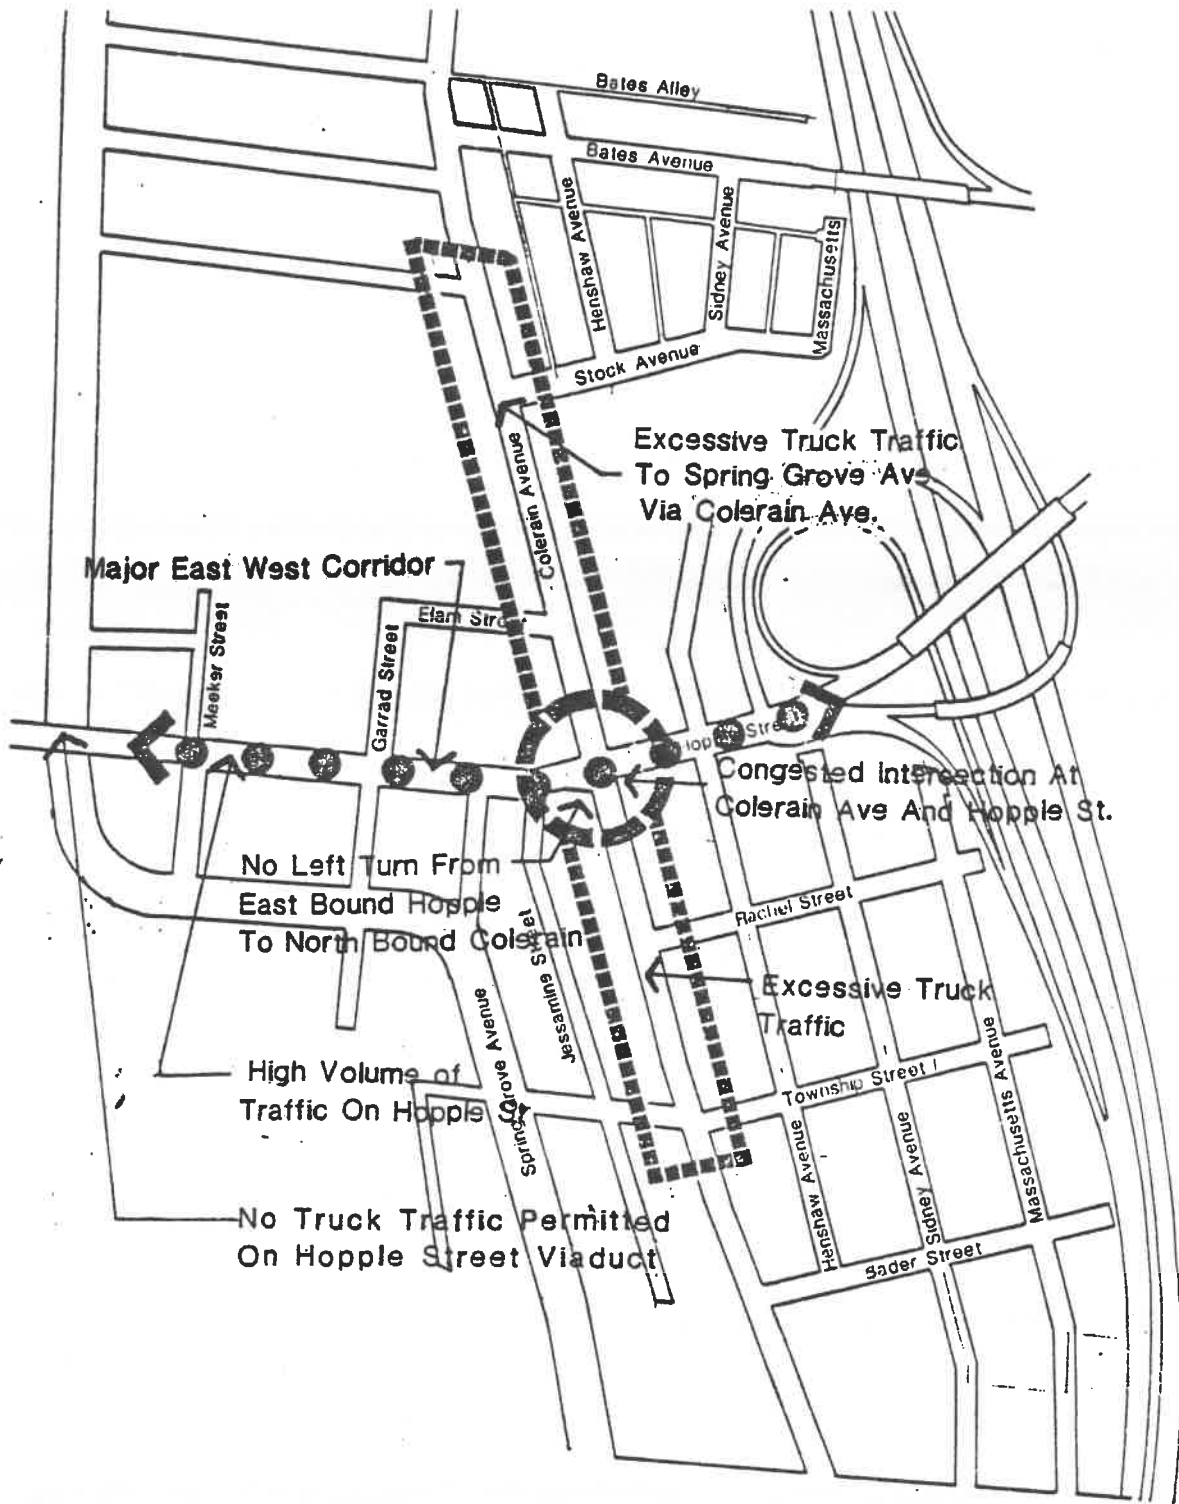 Bates Alley
Bates Avenue
Henshaw Avenue
Sidney Avenue
Massachusetts
Stock Avenue
Excessive Truck Traffic
To Spring Grove Ave
Via Colerain Ave.
Colerain Avenue
Major East West Corridor
Elam Street
Meeker Street
Garrad Street
Hopple Street
Congested Intersection At
Colerain Ave And Hopple St.
No Left Turn From
East Bound Hopple
To North Bound Colerain
Rachel Street
Jessamine Street
Excessive Truck
Traffic
Spring Grove Avenue
High Volume of
Traffic On Hopple St
Township Street
Henshaw Avenue
Sidney Avenue
Massachusetts Avenue
No Truck Traffic Permitted
On Hopple Street Viaduct
Bader Street